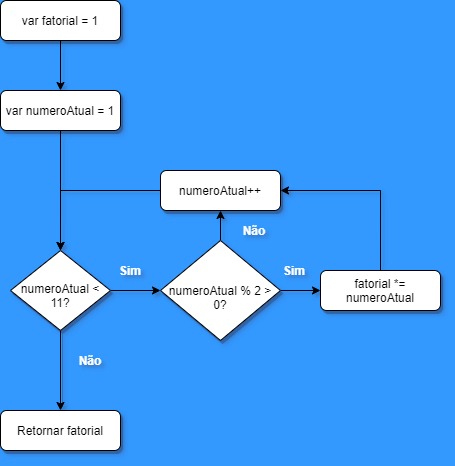 var fatorial = 1
var numeroAtual = 1
numeroAtual++
Não
Sim
Sim
numeroAtual <
11?
numeroAtual % 2 >
0?
fatorial *=
numeroAtual
Não
Retornar fatorial